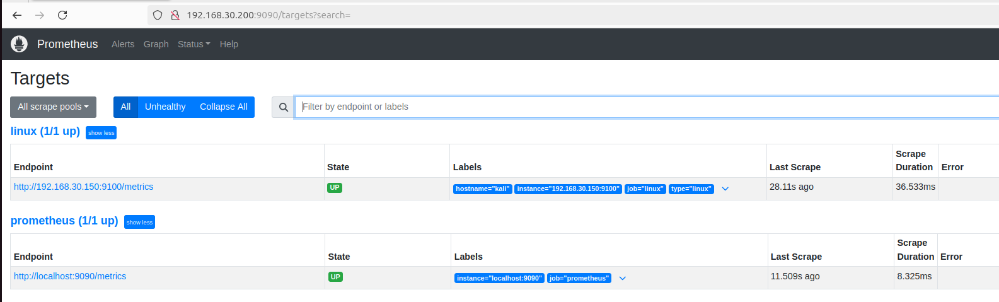 192.168.30.200:9090/targets?search=
Prometheus Alerts Graph Status Help
Targets
All scrape pools All Unhealthy Collapse All Filter by endpoint or labels
linux (1/1 up) show less
Endpoint State Labels Last Scrape Scrape Duration Error
http://192.168.30.150:9100/metrics UP hostname="kali" instance="192.168.30.150:9100" job="linux" type="linux" 28.11s ago 36.533ms
prometheus (1/1 up) show less
Endpoint State Labels Last Scrape Scrape Duration Error
http://localhost:9090/metrics UP instance="localhost:9090" job="prometheus" 11.509s ago 8.325ms